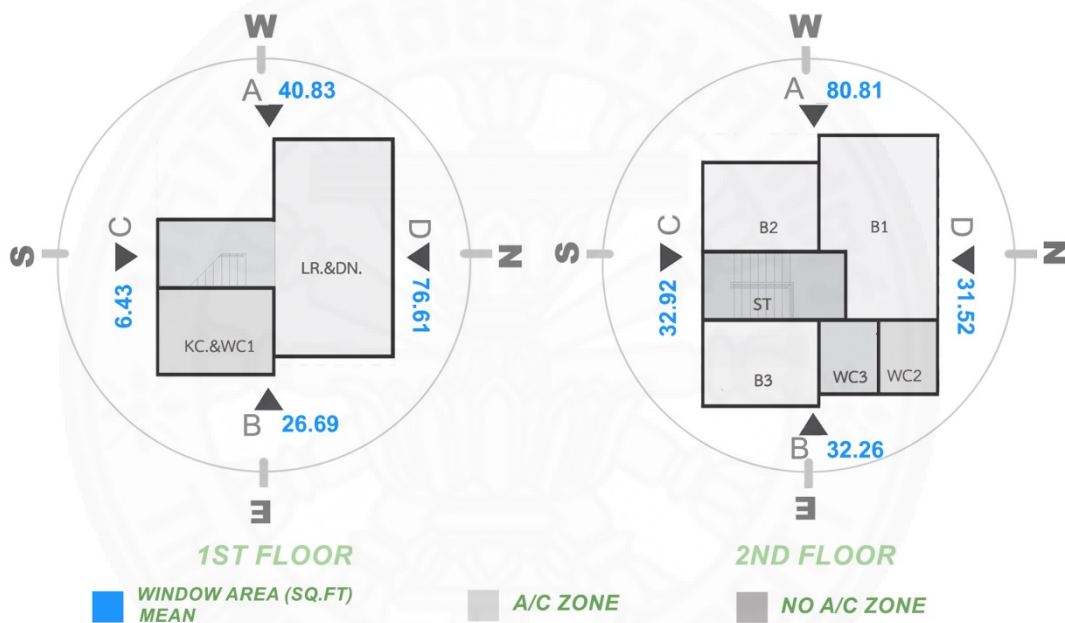 W
W
A 40.83
A 80.81
C
D
C
D
B2
B1
S
N
S
N
LR.&DN.
6.43
76.61
32.92
31.52
ST
KC.&WC1
B3
WC3
WC2
B 26.69
B 32.26
E
E
1ST FLOOR
2ND FLOOR
WINDOW AREA (SQ.FT)
MEAN
A/C ZONE
NO A/C ZONE